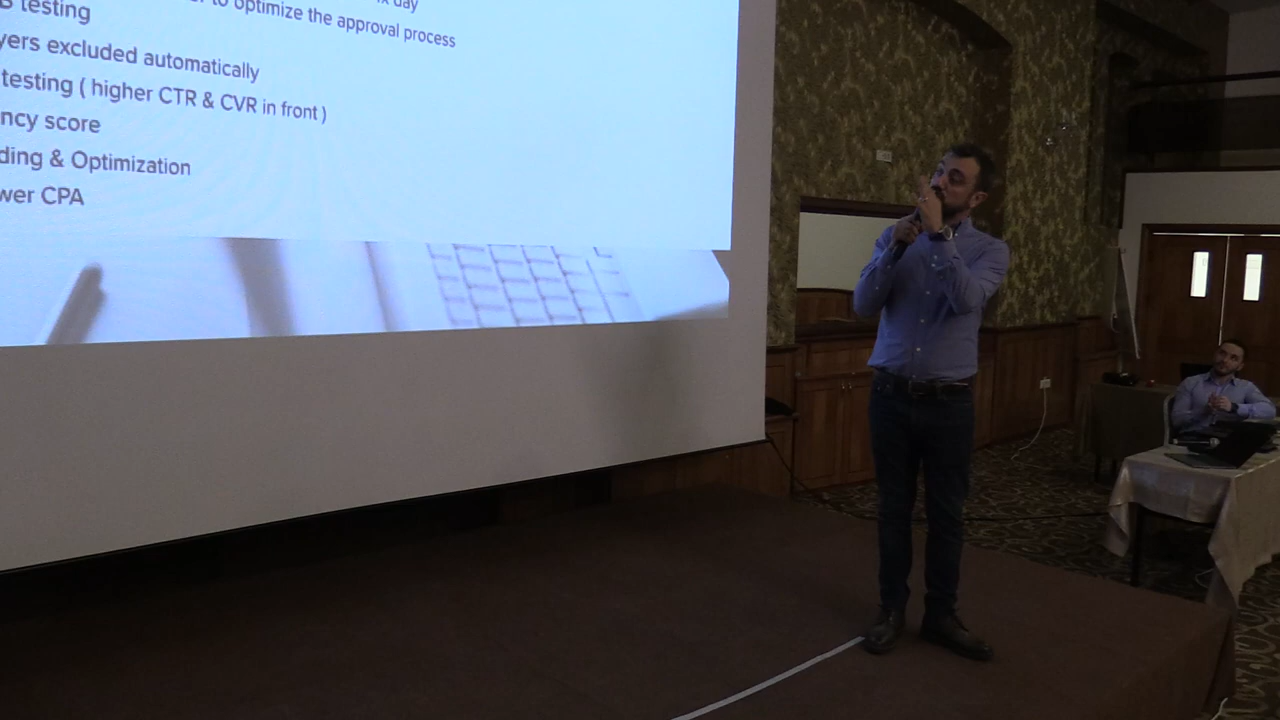 day
to optimize the approval process
testing
yers excluded automatically
testing ( higher CTR & CVR in front )
ncy score
ding & Optimization
wer CPA